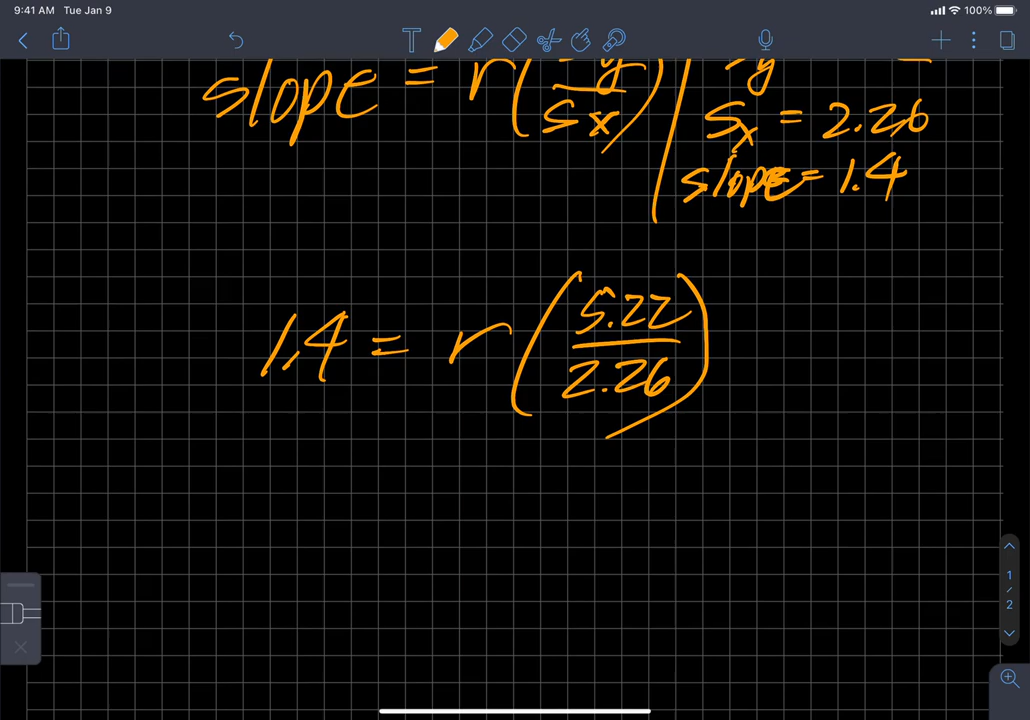 9:41 AM Tue Jan 9
100%
T
slope = r(y/sx)
y
Sx = 2.26
slope = 1.4
1.4 = r(5.22/2.26)
1
/
2